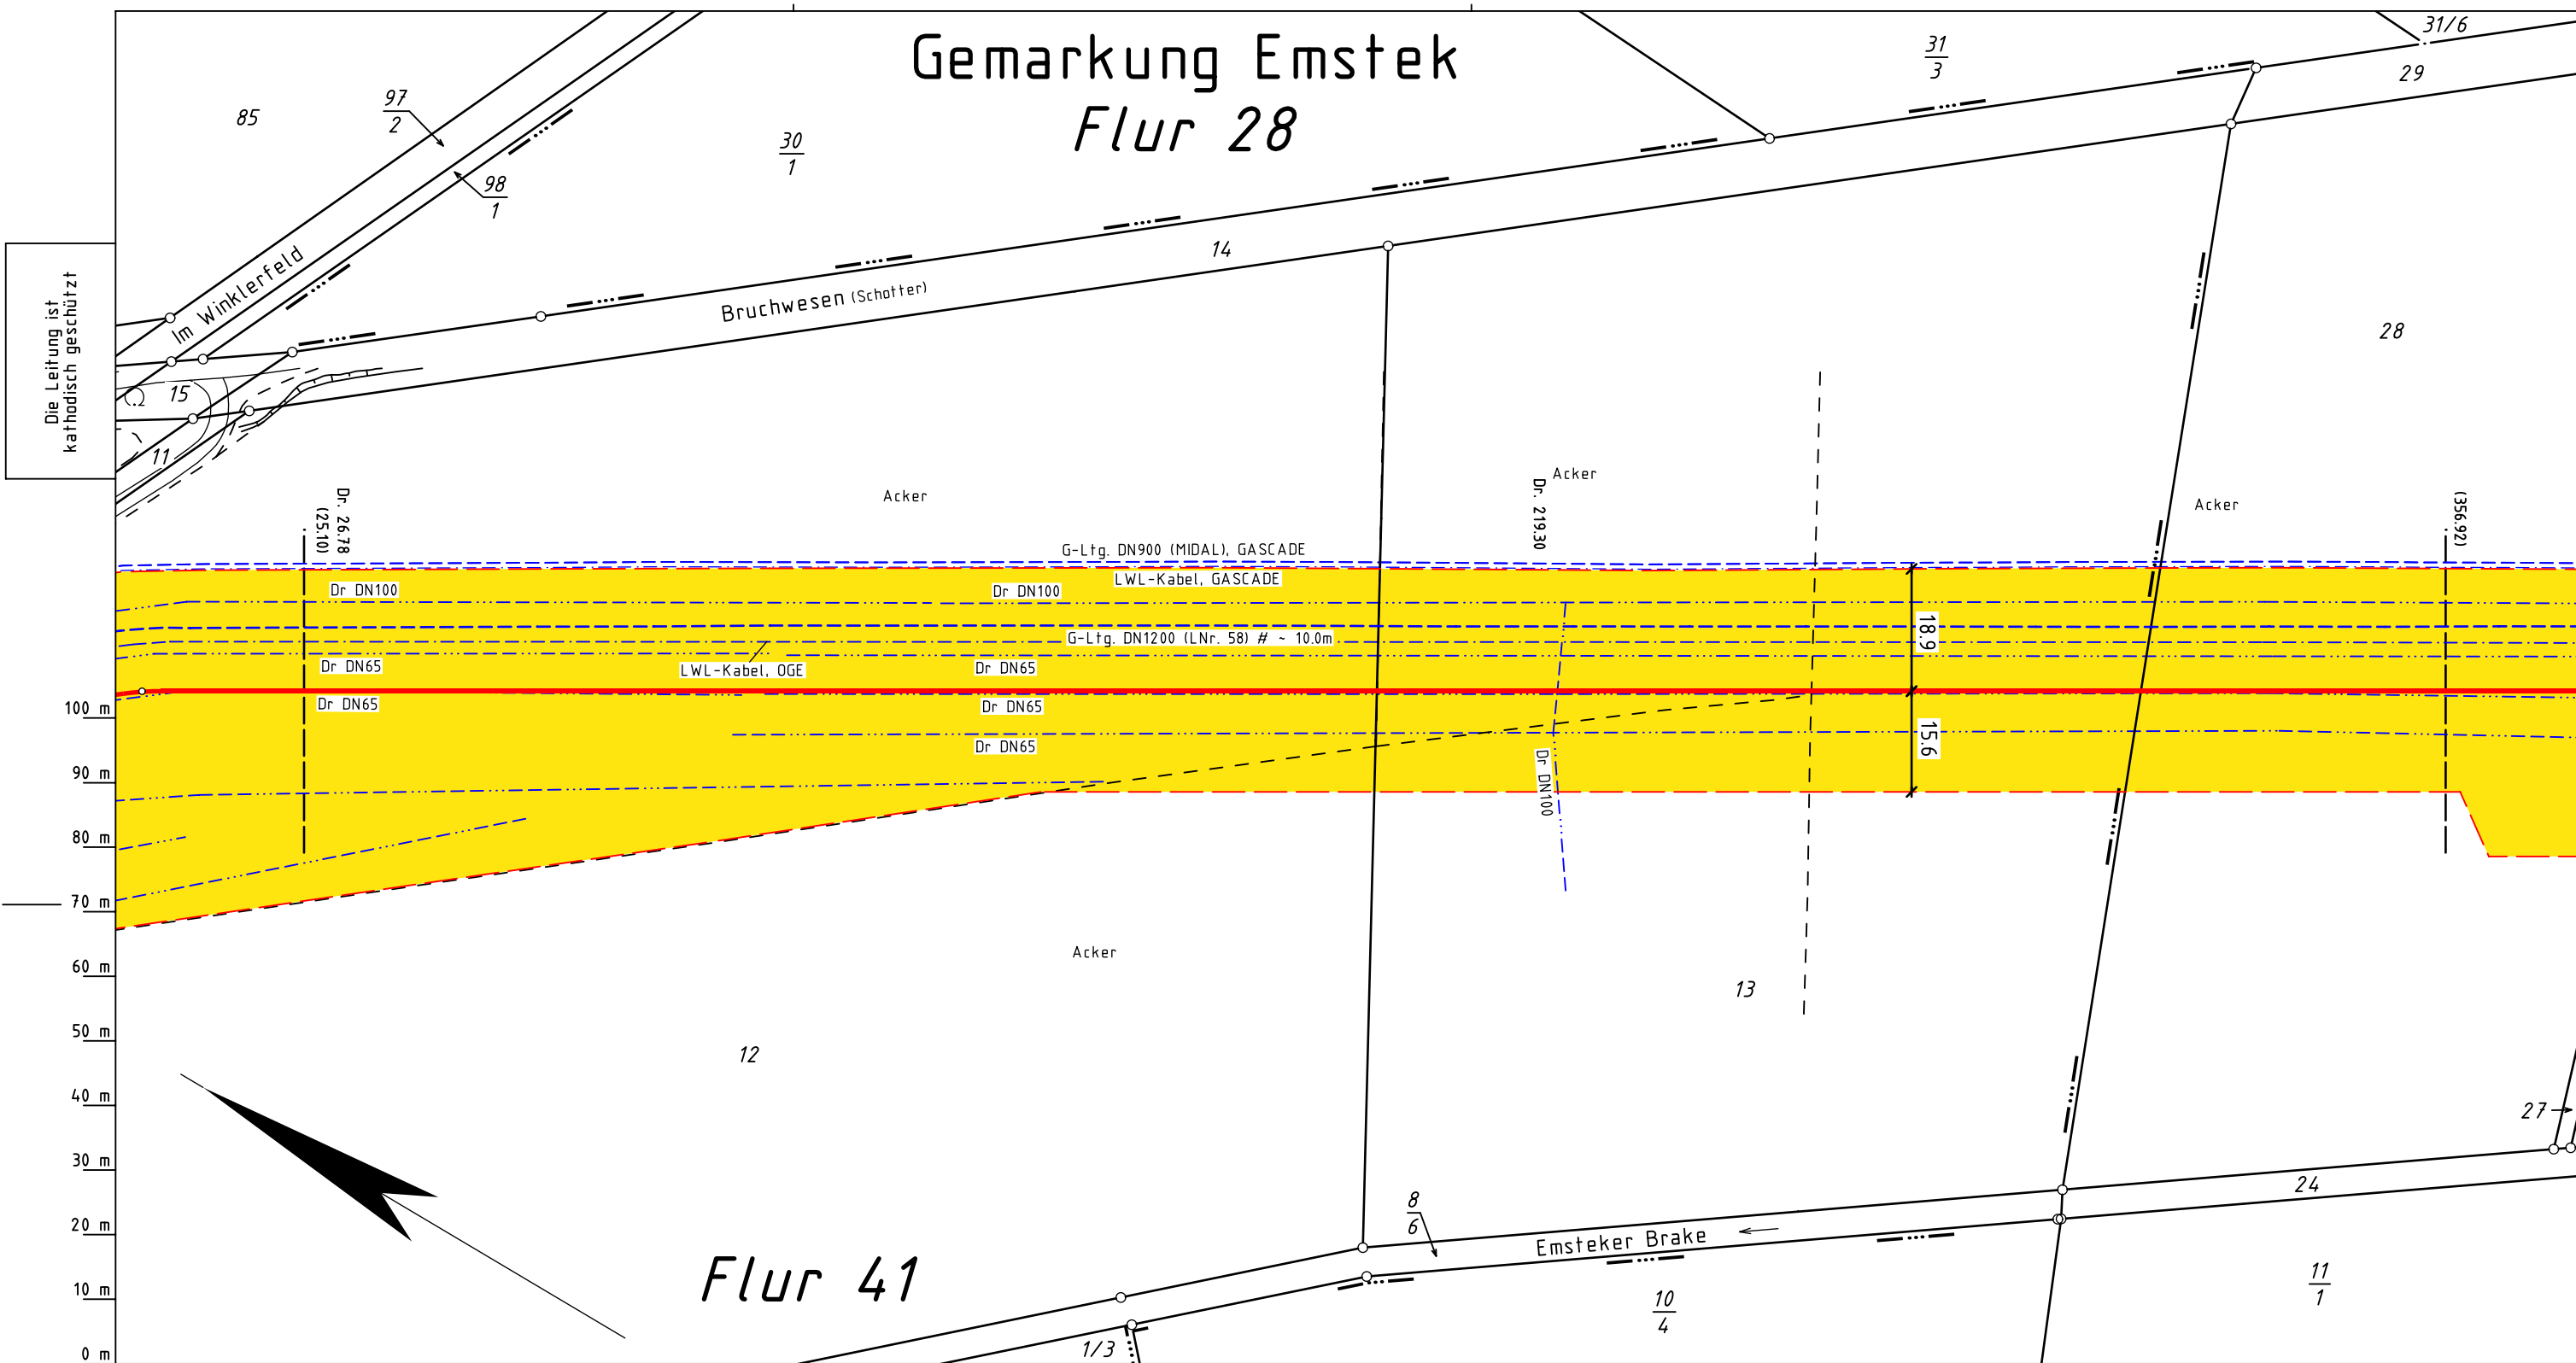 Gemarkung Emstek
Flur 28
31/6
31
3
29
85
97
2
30
1
98
1
14
Im Winklerfeld
Bruchwesen (Schotter)
28
Die Leitung ist
kathodisch geschützt
15
11
Acker
Acker
Acker
Dr. 26.78
(25.10)
Dr. 219.30
(356.92)
G-Ltg. DN900 (MIDAL), GASCADE
LWL-Kabel, GASCADE
Dr DN100
Dr DN100
G-Ltg. DN1200 (LNr. 58) # ~ 10.0m
18.9
Dr DN65
LWL-Kabel, OGE
Dr DN65
Dr DN65
Dr DN65
Dr DN65
15.6
Dr DN100
100 m
90 m
80 m
70 m
60 m
50 m
40 m
30 m
20 m
10 m
0 m
Acker
13
12
27
24
8
6
Emsteker Brake
Flur 41
10
4
11
1
1/3